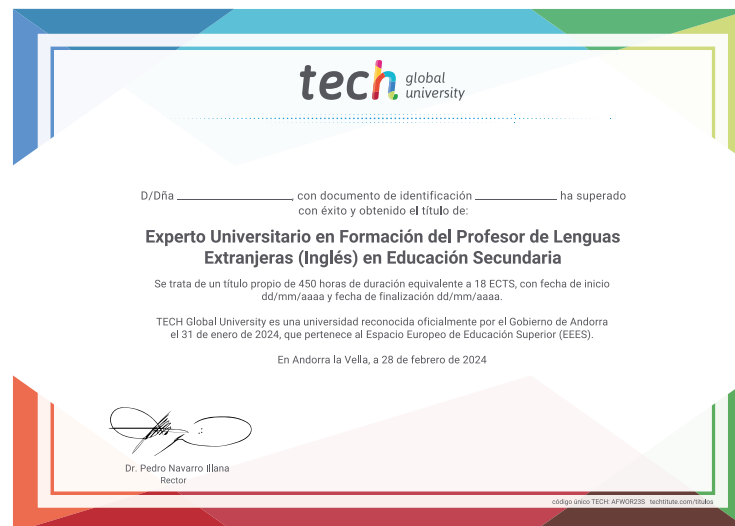 tech global
university
D/Dña ______________, con documento de identificación ____________ ha superado
con éxito y obtenido el título de:
Experto Universitario en Formación del Profesor de Lenguas
Extranjeras (Inglés) en Educación Secundaria
Se trata de un título propio de 450 horas de duración equivalente a 18 ECTS, con fecha de inicio
dd/mm/aaaa y fecha de finalización dd/mm/aaaa.
TECH Global University es una universidad reconocida oficialmente por el Gobierno de Andorra
el 31 de enero de 2024, que pertenece al Espacio Europeo de Educación Superior (EEES).
En Andorra la Vella, a 28 de febrero de 2024
Dr. Pedro Navarro Illana
Rector
código único TECH: AFWOR23S techtitute.com/titulos